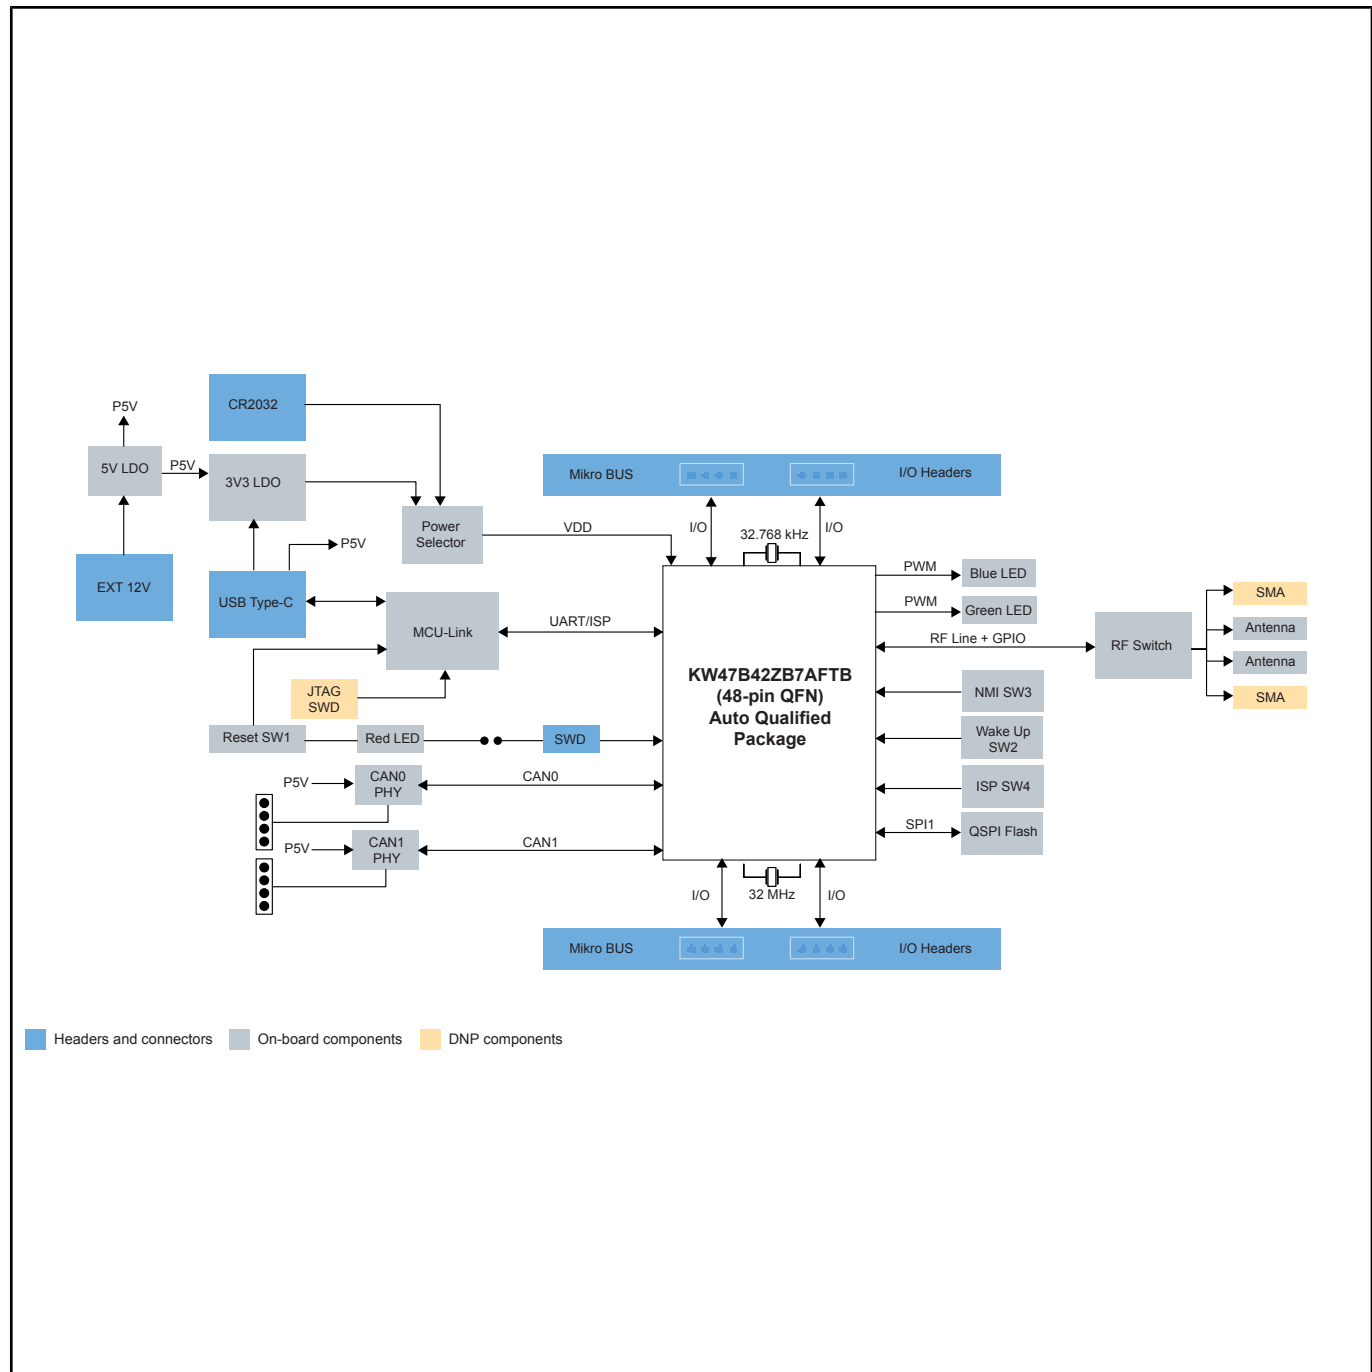 P5V
CR2032
5V LDO
P5V
3V3 LDO
Mikro BUS
I/O Headers
Power
Selector
VDD
I/O
32.768 kHz
I/O
P5V
EXT 12V
USB Type-C
MCU-Link
UART/ISP
PWM
Blue LED
PWM
Green LED
RF Line + GPIO
RF Switch
SMA
Antenna
Antenna
SMA
KW47B42ZB7AFTB
(48-pin QFN)
Auto Qualified
Package
JTAG
SWD
NMI SW3
Reset SW1
Red LED
SWD
Wake Up
SW2
P5V
CAN0
PHY
CAN0
ISP SW4
P5V
CAN1
PHY
CAN1
SPI1
QSPI Flash
I/O
32 MHz
I/O
Mikro BUS
I/O Headers
Headers and connectors
On-board components
DNP components